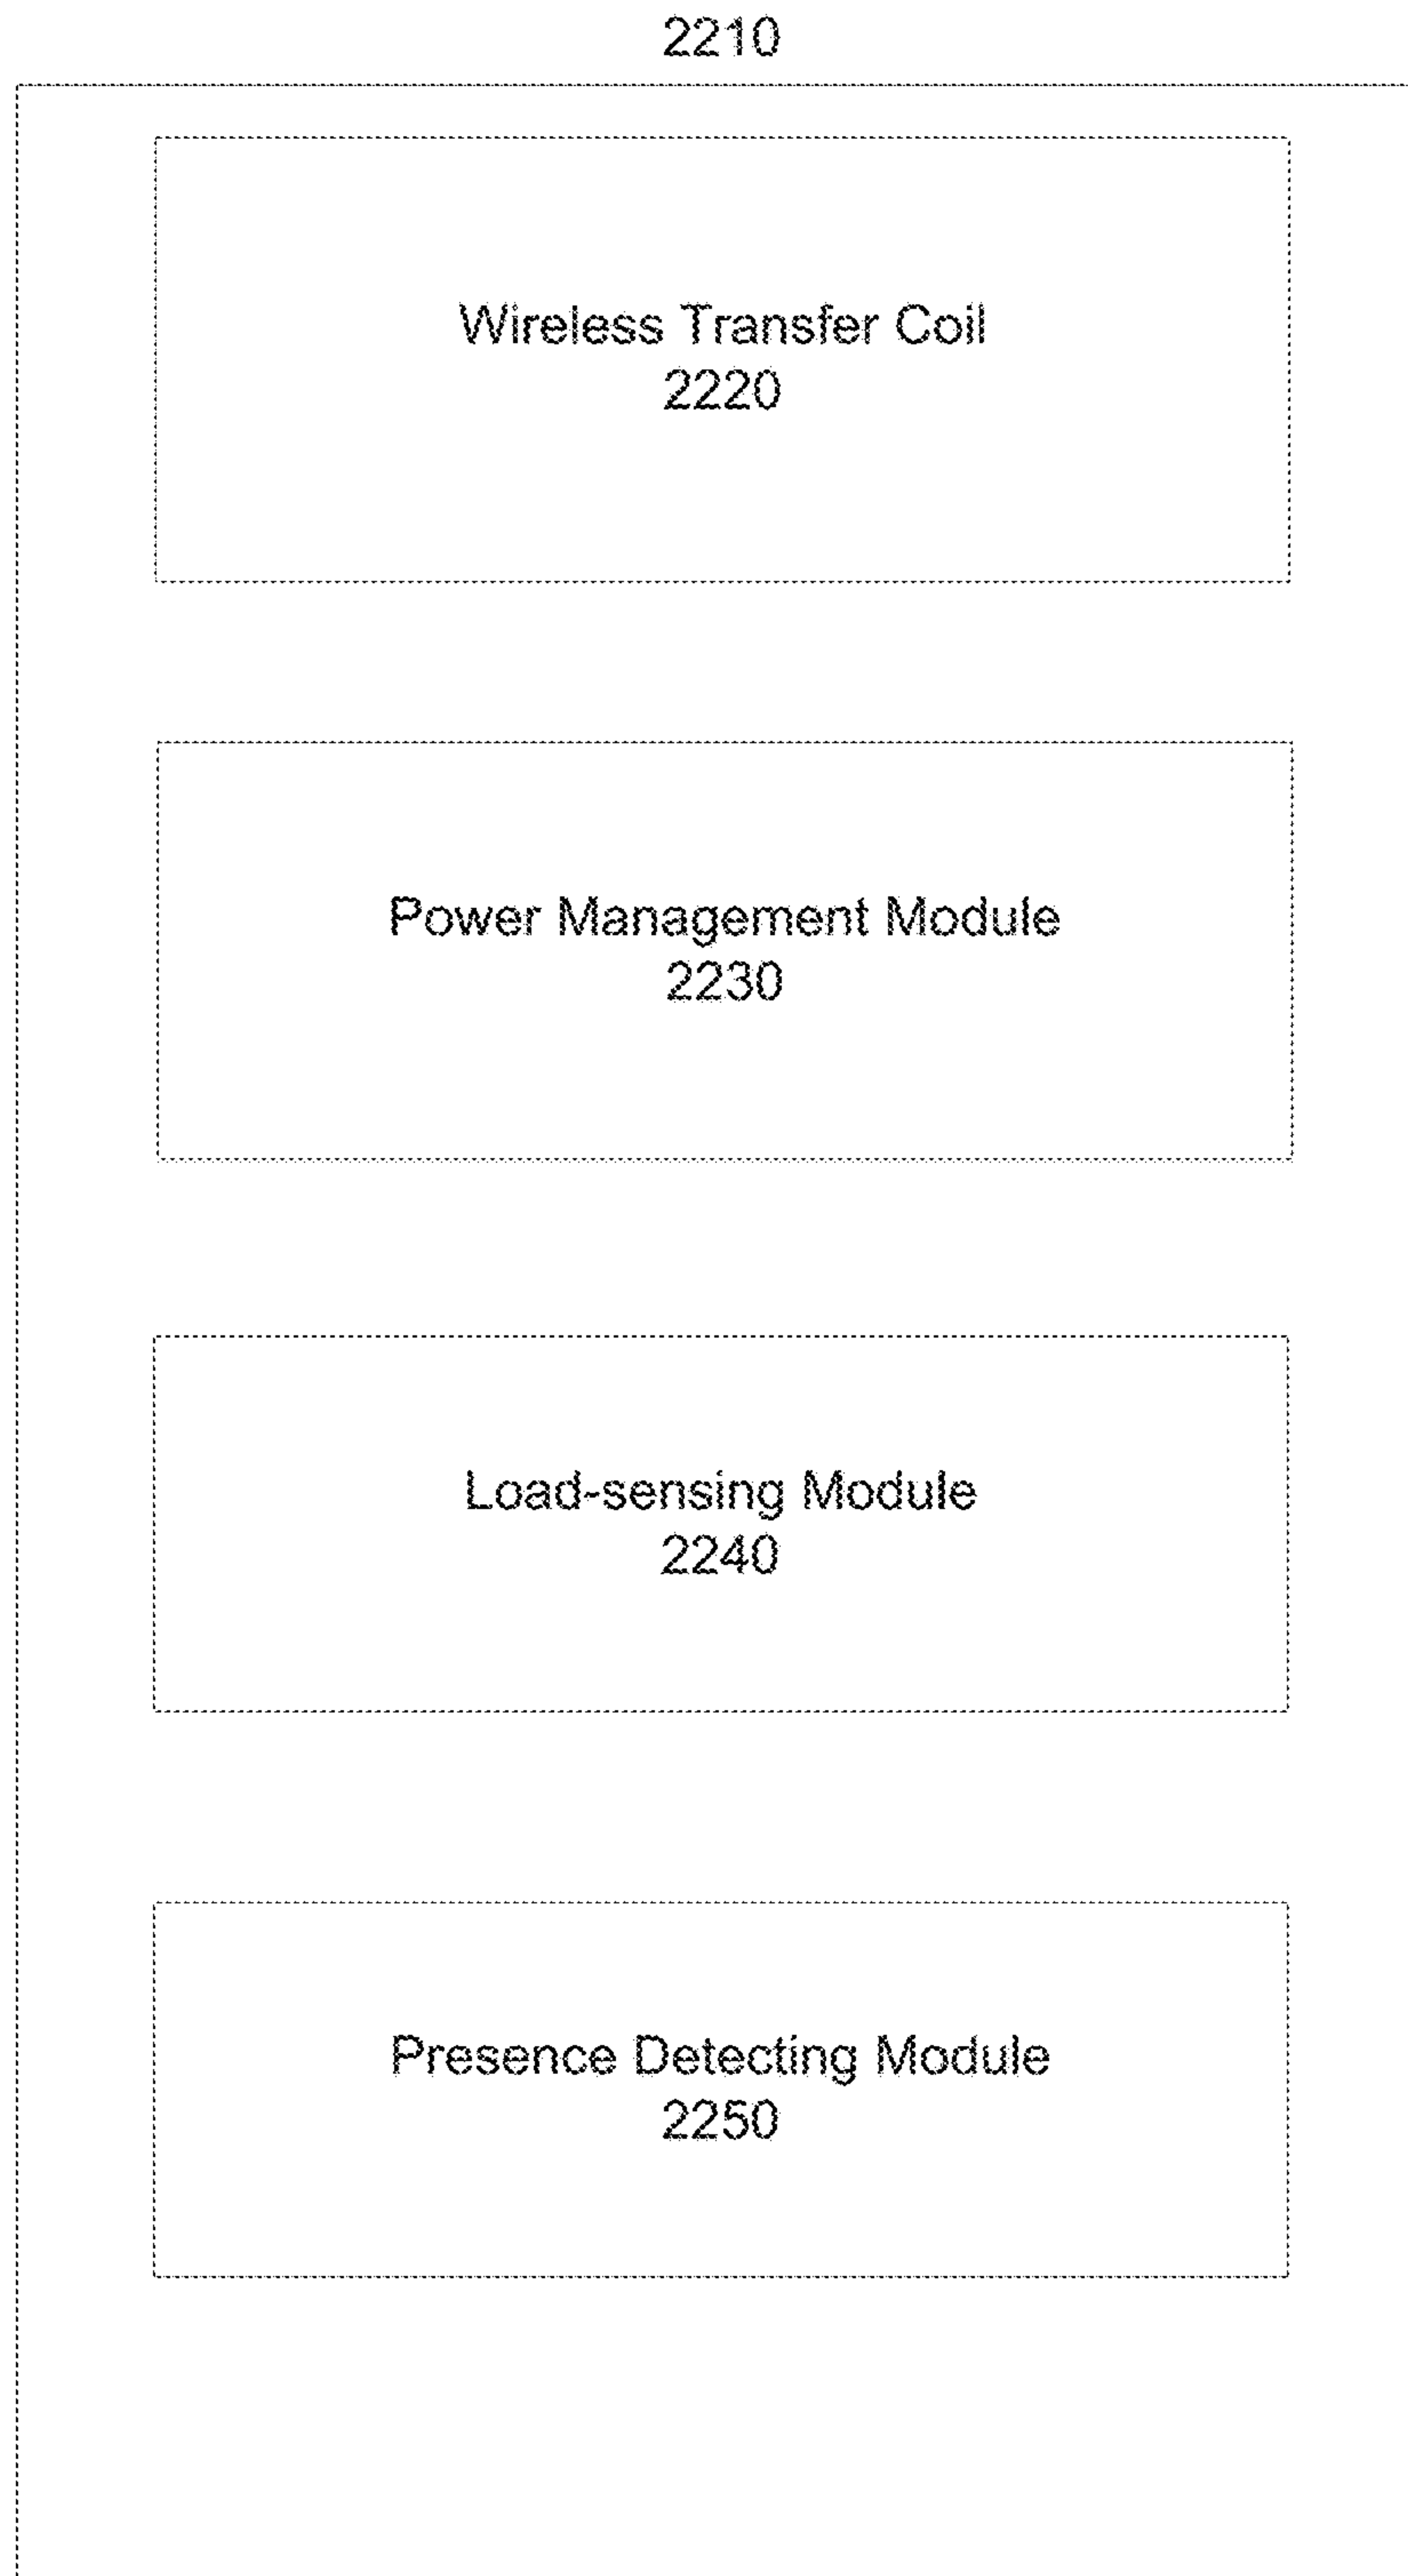 2210
Wireless Transfer Coil
2220
Power Management Module
2230
Load-sensing Module
2240
Presence Detecting Module
2250